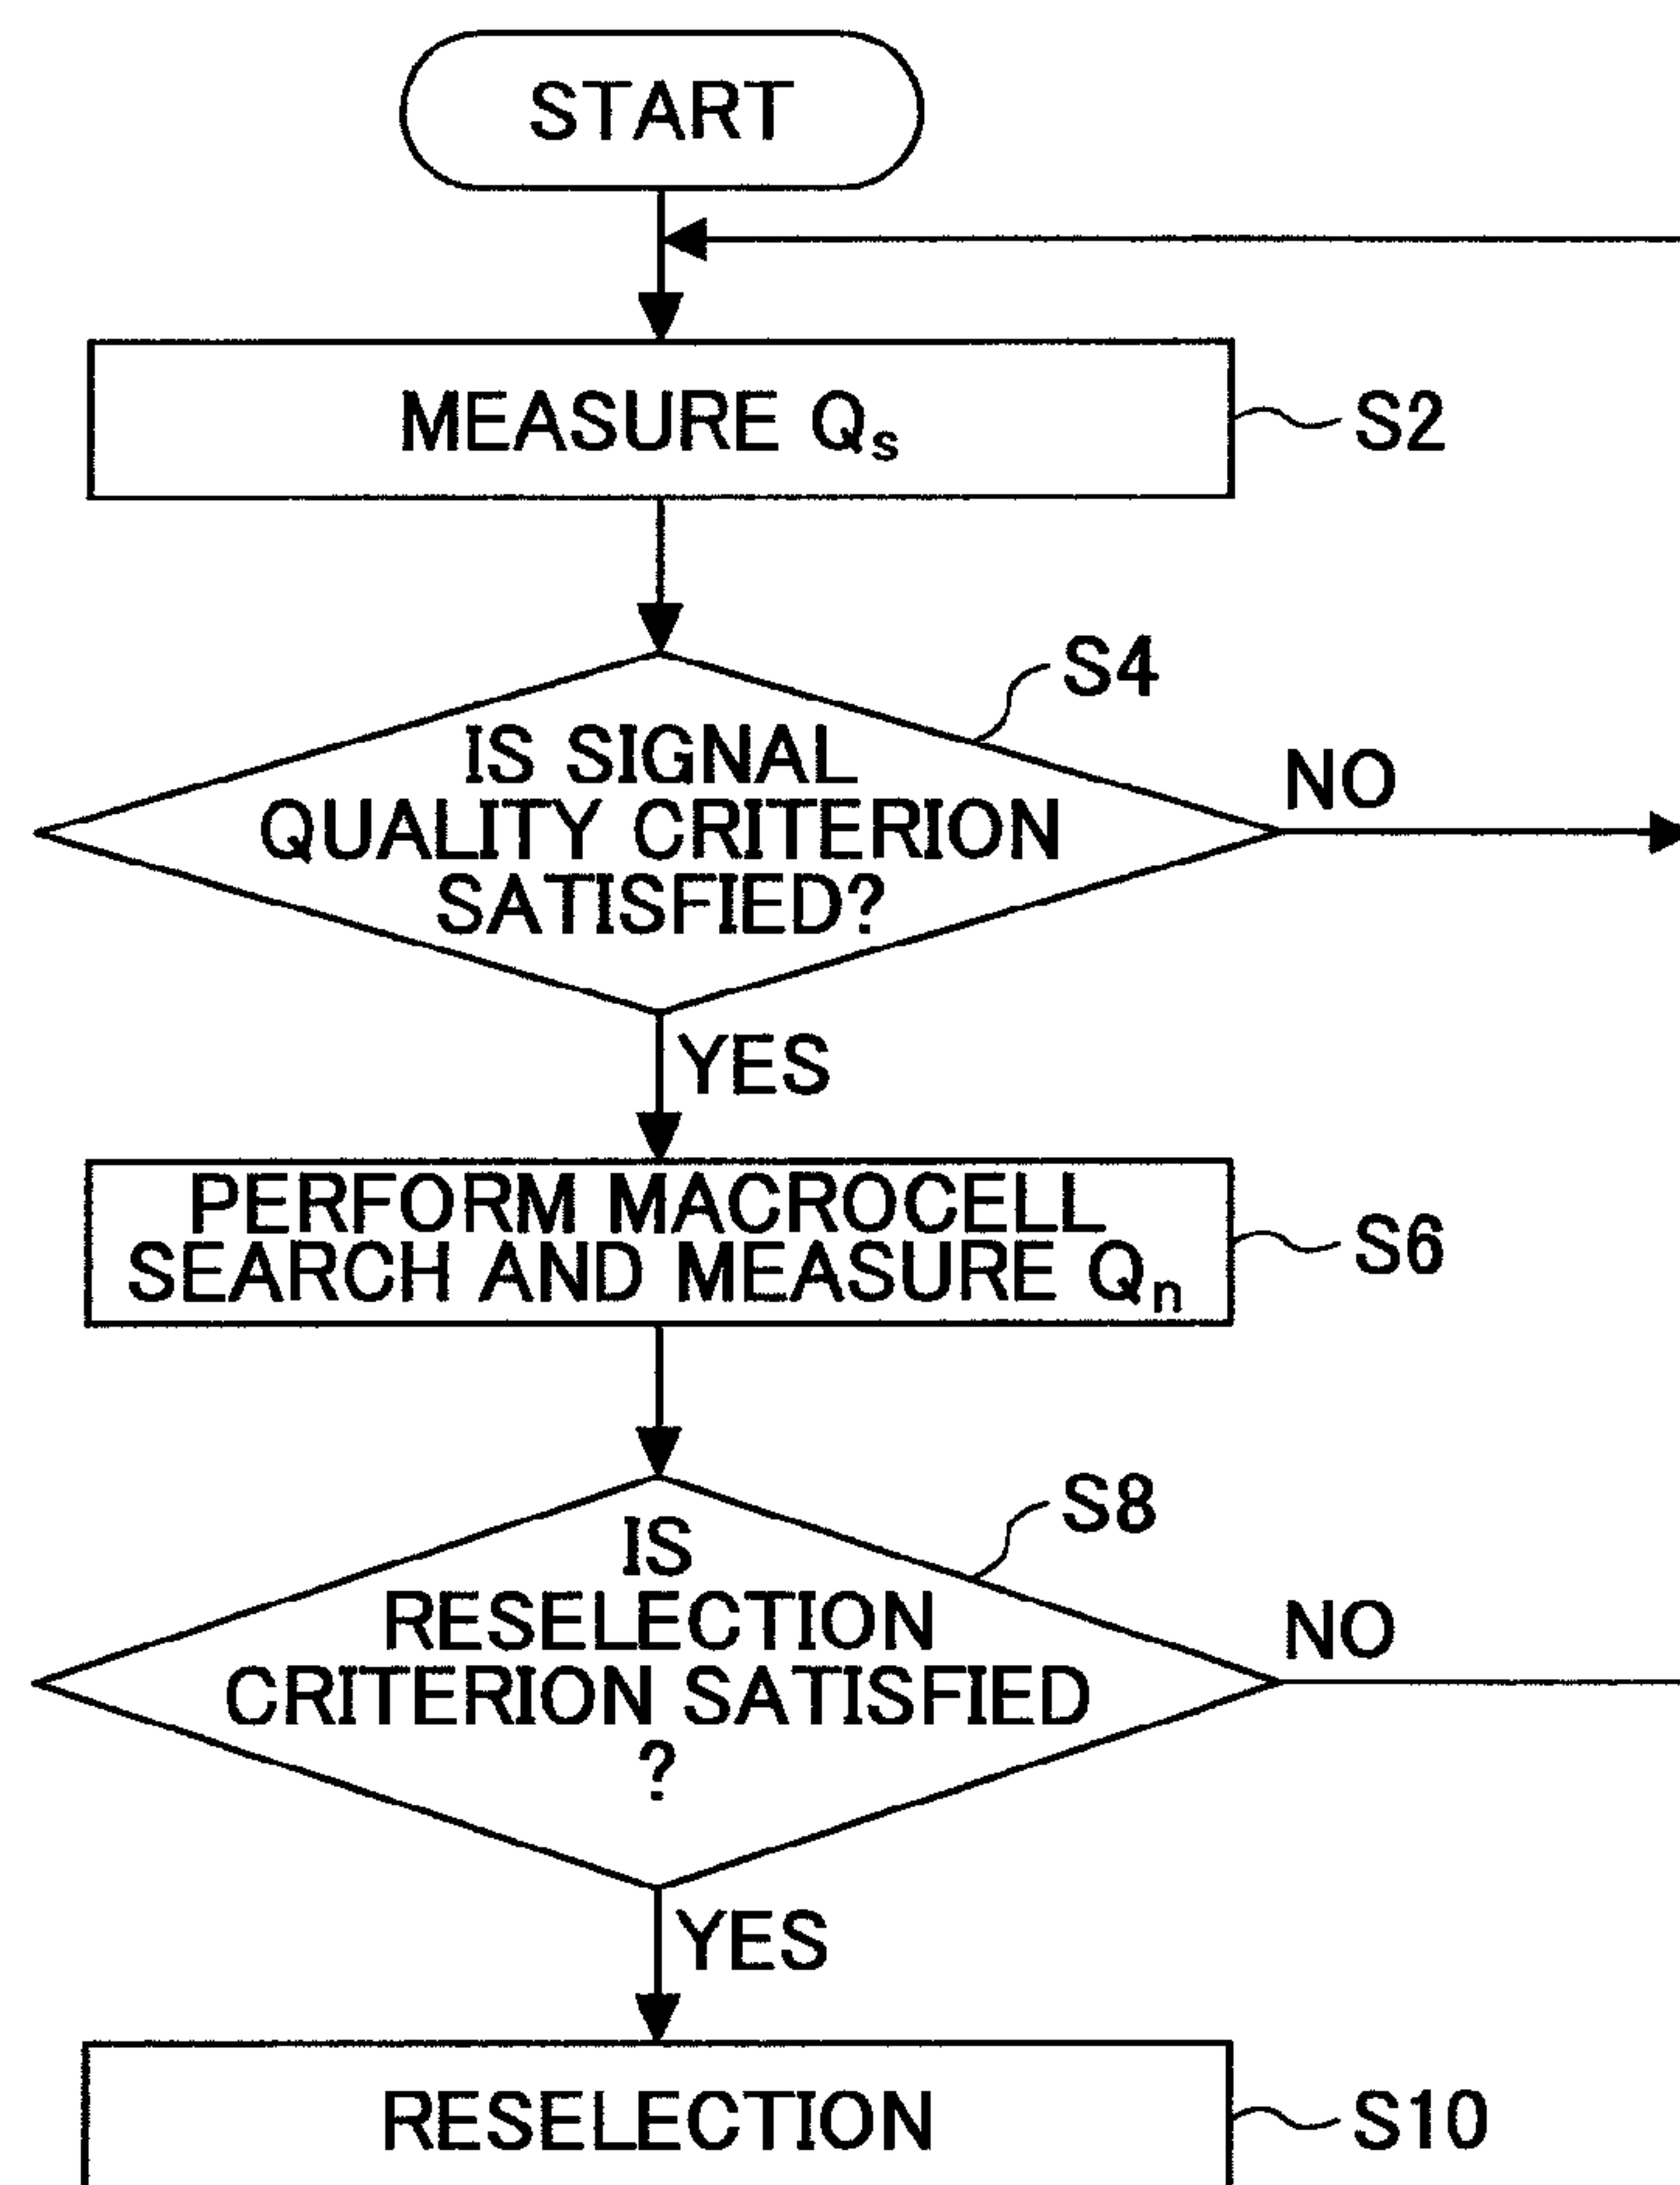 START
MEASURE Qs
S2
S4
IS SIGNAL
QUALITY CRITERION
SATISFIED?
NO
YES
PERFORM MACROCELL
SEARCH AND MEASURE Qn
S6
S8
IS
RESELECTION
CRITERION SATISFIED
?
NO
YES
RESELECTION
S10